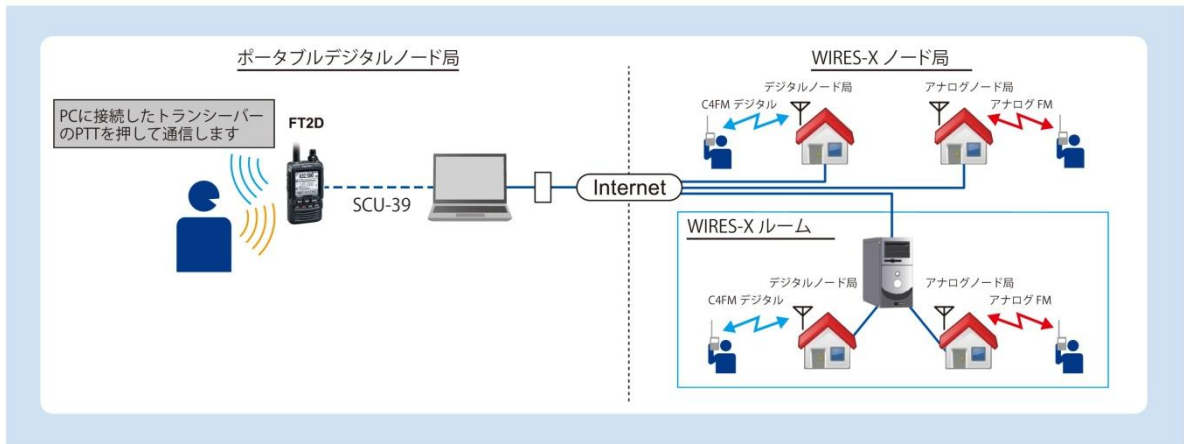 ポータブルデジタルノード局
PCに接続したトランシーバー
のPTTを押して通信します
FT2D
SCU-39
Internet
WIRES-X ノード局
デジタルノード局
アナログノード局
C4FM デジタル
アナログ FM
WIRES-X ルーム
デジタルノード局
アナログノード局
C4FM デジタル
アナログ FM